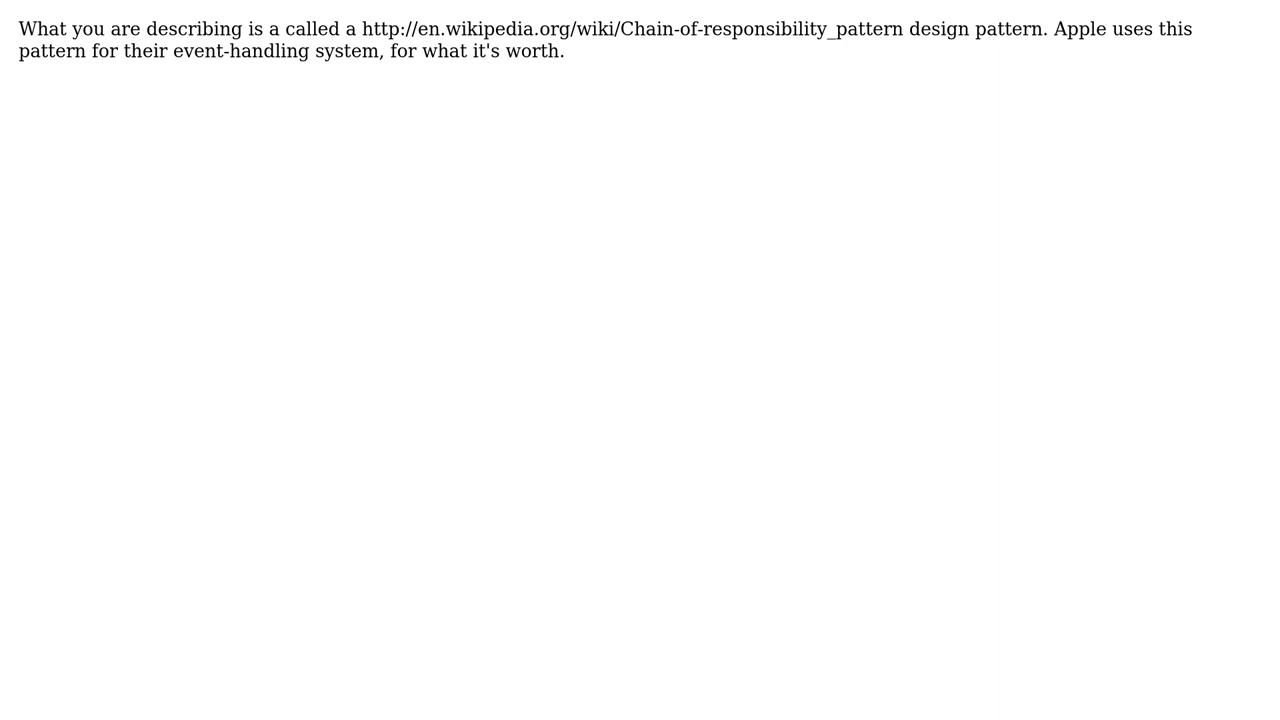 What you are describing is a called a http://en.wikipedia.org/wiki/Chain-of-responsibility_pattern design pattern. Apple uses this
pattern for their event-handling system, for what it's worth.